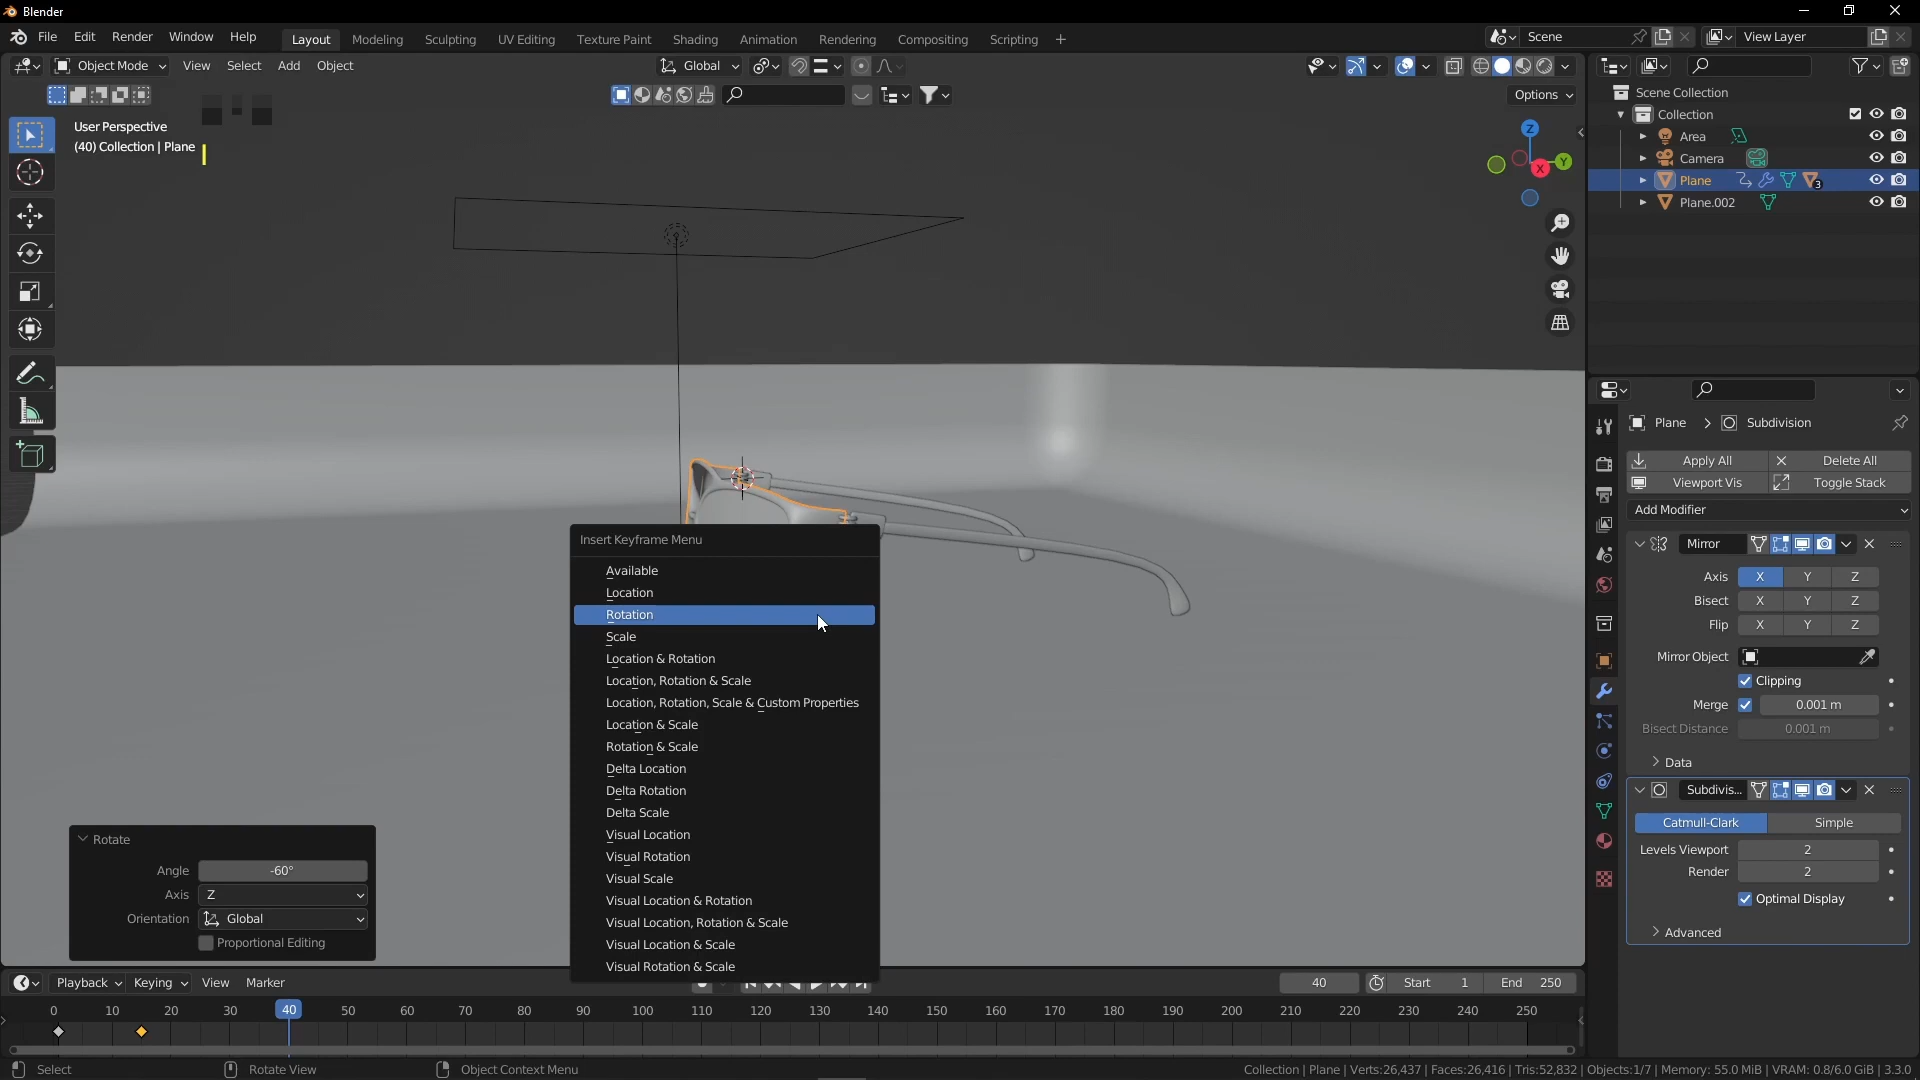 Blender
File Edit Render Window Help Layout Modeling Sculpting UV Editing Texture Paint Shading Animation Rendering Compositing Scripting + Scene View Layer
Object Mode View Select Add Object Global
Options
User Perspective
(40) Collection | Plane
Z
Y
X
Scene Collection
Collection
Area
Camera
Plane 3
Plane.002
Plane > Subdivision
Apply All Delete All
Viewport Vis Toggle Stack
Add Modifier
Mirror
Axis X Y Z
Bisect X Y Z
Flip X Y Z
Mirror Object
Clipping
Merge 0.001 m
Bisect Distance 0.001 m
Data
Subdivis...
Catmull-Clark Simple
Levels Viewport 2
Render 2
Optimal Display
Advanced
Insert Keyframe Menu
Available
Location
Rotation
Scale
Location & Rotation
Location, Rotation & Scale
Location, Rotation, Scale & Custom Properties
Location & Scale
Rotation & Scale
Delta Location
Delta Rotation
Delta Scale
Visual Location
Visual Rotation
Visual Scale
Visual Location & Rotation
Visual Location, Rotation & Scale
Visual Location & Scale
Visual Rotation & Scale
Rotate
Angle -60°
Axis Z
Orientation Global
Proportional Editing
Playback Keying View Marker 40 Start 1 End 250
0 10 20 30 40 50 60 70 80 90 100 110 120 130 140 150 160 170 180 190 200 210 220 230 240 250
Select Rotate View Object Context Menu Collection | Plane | Verts:26,437 | Faces:26,416 | Tris:52,832 | Objects:1/7 | Memory: 55.0 MiB | VRAM: 0.8/6.0 GiB | 3.3.0